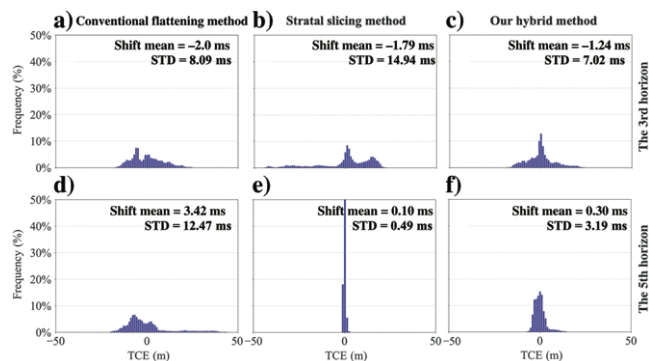 a) Conventional flattening method
b) Stratal slicing method
c) Our hybrid method
50%
40%
30%
20%
10%
0%
Frequency (%)
Shift mean = −2.0 ms
STD = 8.09 ms
Shift mean = −1.79 ms
STD = 14.94 ms
Shift mean = −1.24 ms
STD = 7.02 ms
The 3rd horizon
d)
e)
f)
50%
40%
30%
20%
10%
0%
Frequency (%)
Shift mean = 3.42 ms
STD = 12.47 ms
Shift mean = 0.10 ms
STD = 0.49 ms
Shift mean = 0.30 ms
STD = 3.19 ms
The 5th horizon
−50 0 50
−50 0 50
−50 0 50
TCE (m)
TCE (m)
TCE (m)